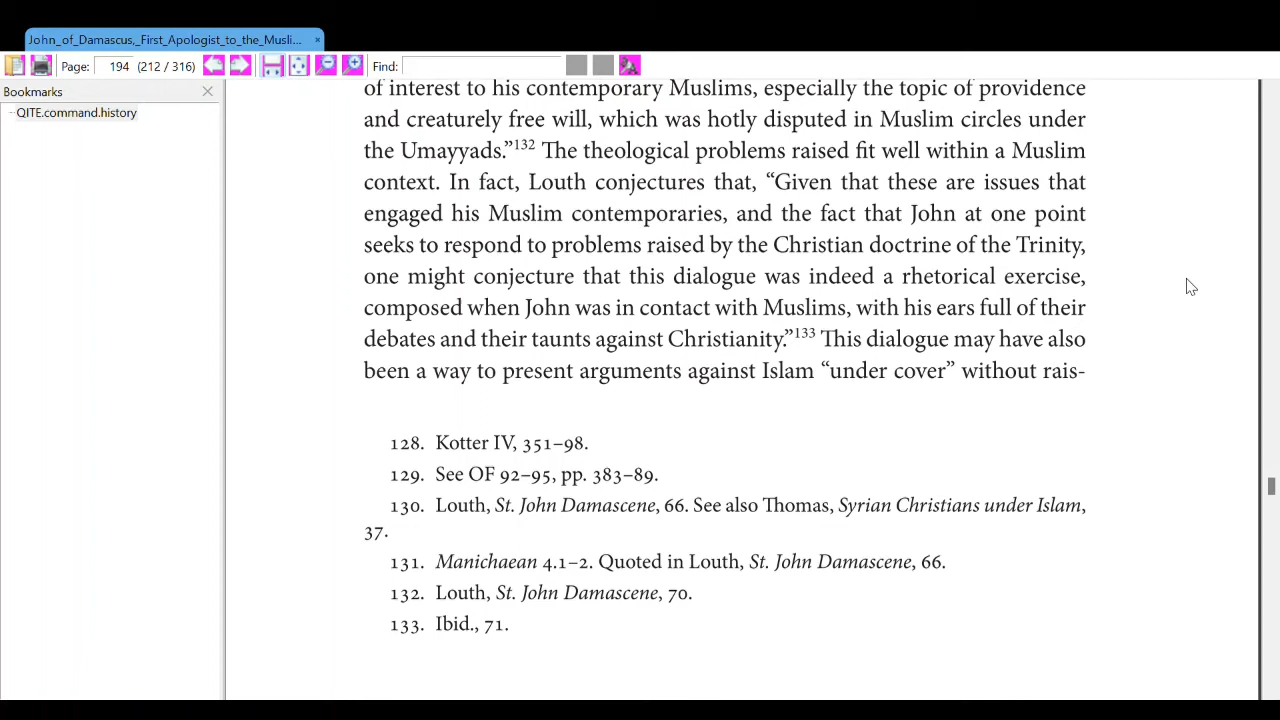 John_of_Damascus,_First_Apologist_to_the_Musli... ×
Page: 194 (212 / 316) Find:
Bookmarks
QITE.command.history
of interest to his contemporary Muslims, especially the topic of providence
and creaturely free will, which was hotly disputed in Muslim circles under
the Umayyads.”132 The theological problems raised fit well within a Muslim
context. In fact, Louth conjectures that, “Given that these are issues that
engaged his Muslim contemporaries, and the fact that John at one point
seeks to respond to problems raised by the Christian doctrine of the Trinity,
one might conjecture that this dialogue was indeed a rhetorical exercise,
composed when John was in contact with Muslims, with his ears full of their
debates and their taunts against Christianity.”133 This dialogue may have also
been a way to present arguments against Islam “under cover” without rais-
128. Kotter IV, 351–98.
129. See OF 92–95, pp. 383–89.
130. Louth, St. John Damascene, 66. See also Thomas, Syrian Christians under Islam,
37.
131. Manichaean 4.1–2. Quoted in Louth, St. John Damascene, 66.
132. Louth, St. John Damascene, 70.
133. Ibid., 71.